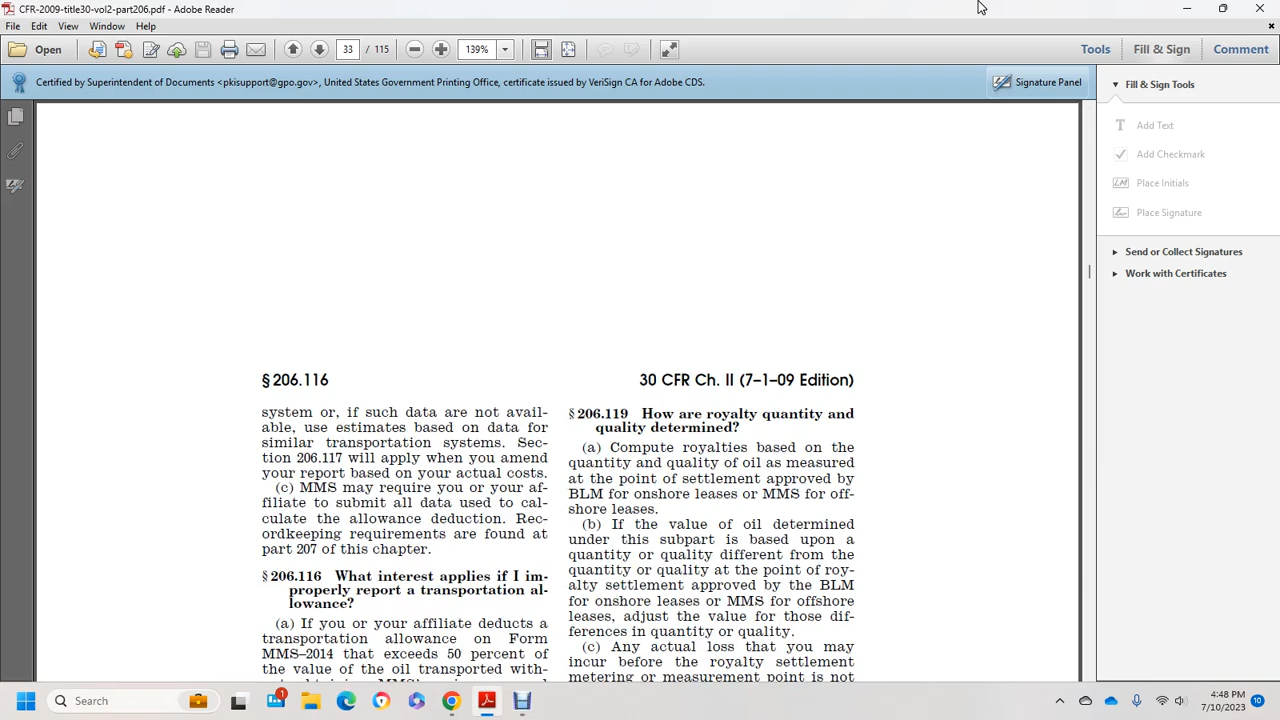 CFR-2009-title30-vol2-part206.pdf - Adobe Reader
File Edit View Window Help
Open 33 / 115 139% Tools Fill & Sign Comment
Certified by Superintendent of Documents <pkisupport@gpo.gov>, United States Government Printing Office, certificate issued by VeriSign CA for Adobe CDS.
Signature Panel
Fill & Sign Tools
T Add Text
Add Checkmark
LM Place Initials
Place Signature
Send or Collect Signatures
Work with Certificates
§ 206.116
30 CFR Ch. II (7–1–09 Edition)
system or, if such data are not avail-
able, use estimates based on data for
similar transportation systems. Sec-
tion 206.117 will apply when you amend
your report based on your actual costs.
(c) MMS may require you or your af-
filiate to submit all data used to cal-
culate the allowance deduction. Rec-
ordkeeping requirements are found at
part 207 of this chapter.
§ 206.116 What interest applies if I im-
properly report a transportation al-
lowance?
(a) If you or your affiliate deducts a
transportation allowance on Form
MMS–2014 that exceeds 50 percent of
the value of the oil transported with-
§ 206.119 How are royalty quantity and
quality determined?
(a) Compute royalties based on the
quantity and quality of oil as measured
at the point of settlement approved by
BLM for onshore leases or MMS for off-
shore leases.
(b) If the value of oil determined
under this subpart is based upon a
quantity or quality different from the
quantity or quality at the point of roy-
alty settlement approved by the BLM
for onshore leases or MMS for offshore
leases, adjust the value for those dif-
ferences in quantity or quality.
(c) Any actual loss that you may
incur before the royalty settlement
metering or measurement point is not
Search
1
4:48 PM
7/10/2023
10